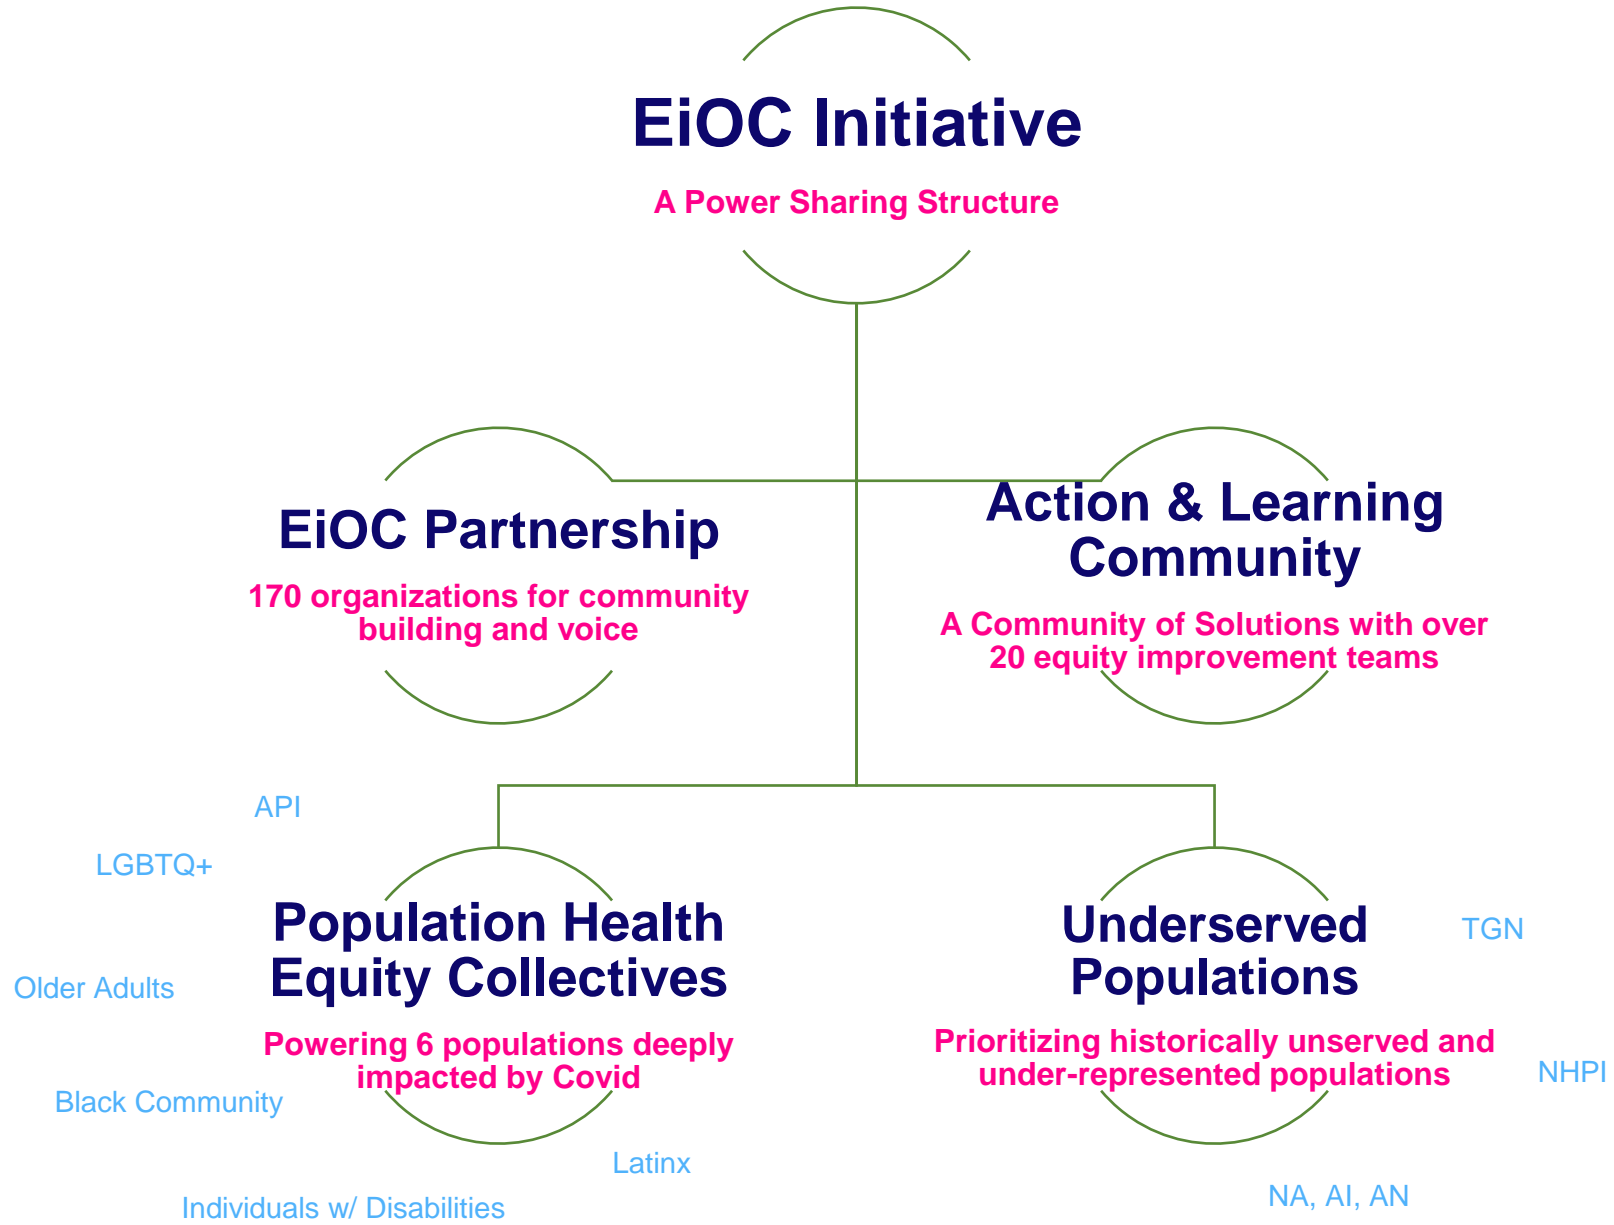 EiOC Initiative
A Power Sharing Structure
EiOC Partnership
170 organizations for community
building and voice
Action & Learning
Community
A Community of Solutions with over
20 equity improvement teams
API
LGBTQ+
Older Adults
Black Community
Individuals w/ Disabilities
Latinx
Population Health
Equity Collectives
Powering 6 populations deeply
impacted by Covid
Underserved
Populations
Prioritizing historically unserved and
under-represented populations
TGN
NHPI
NA, AI, AN